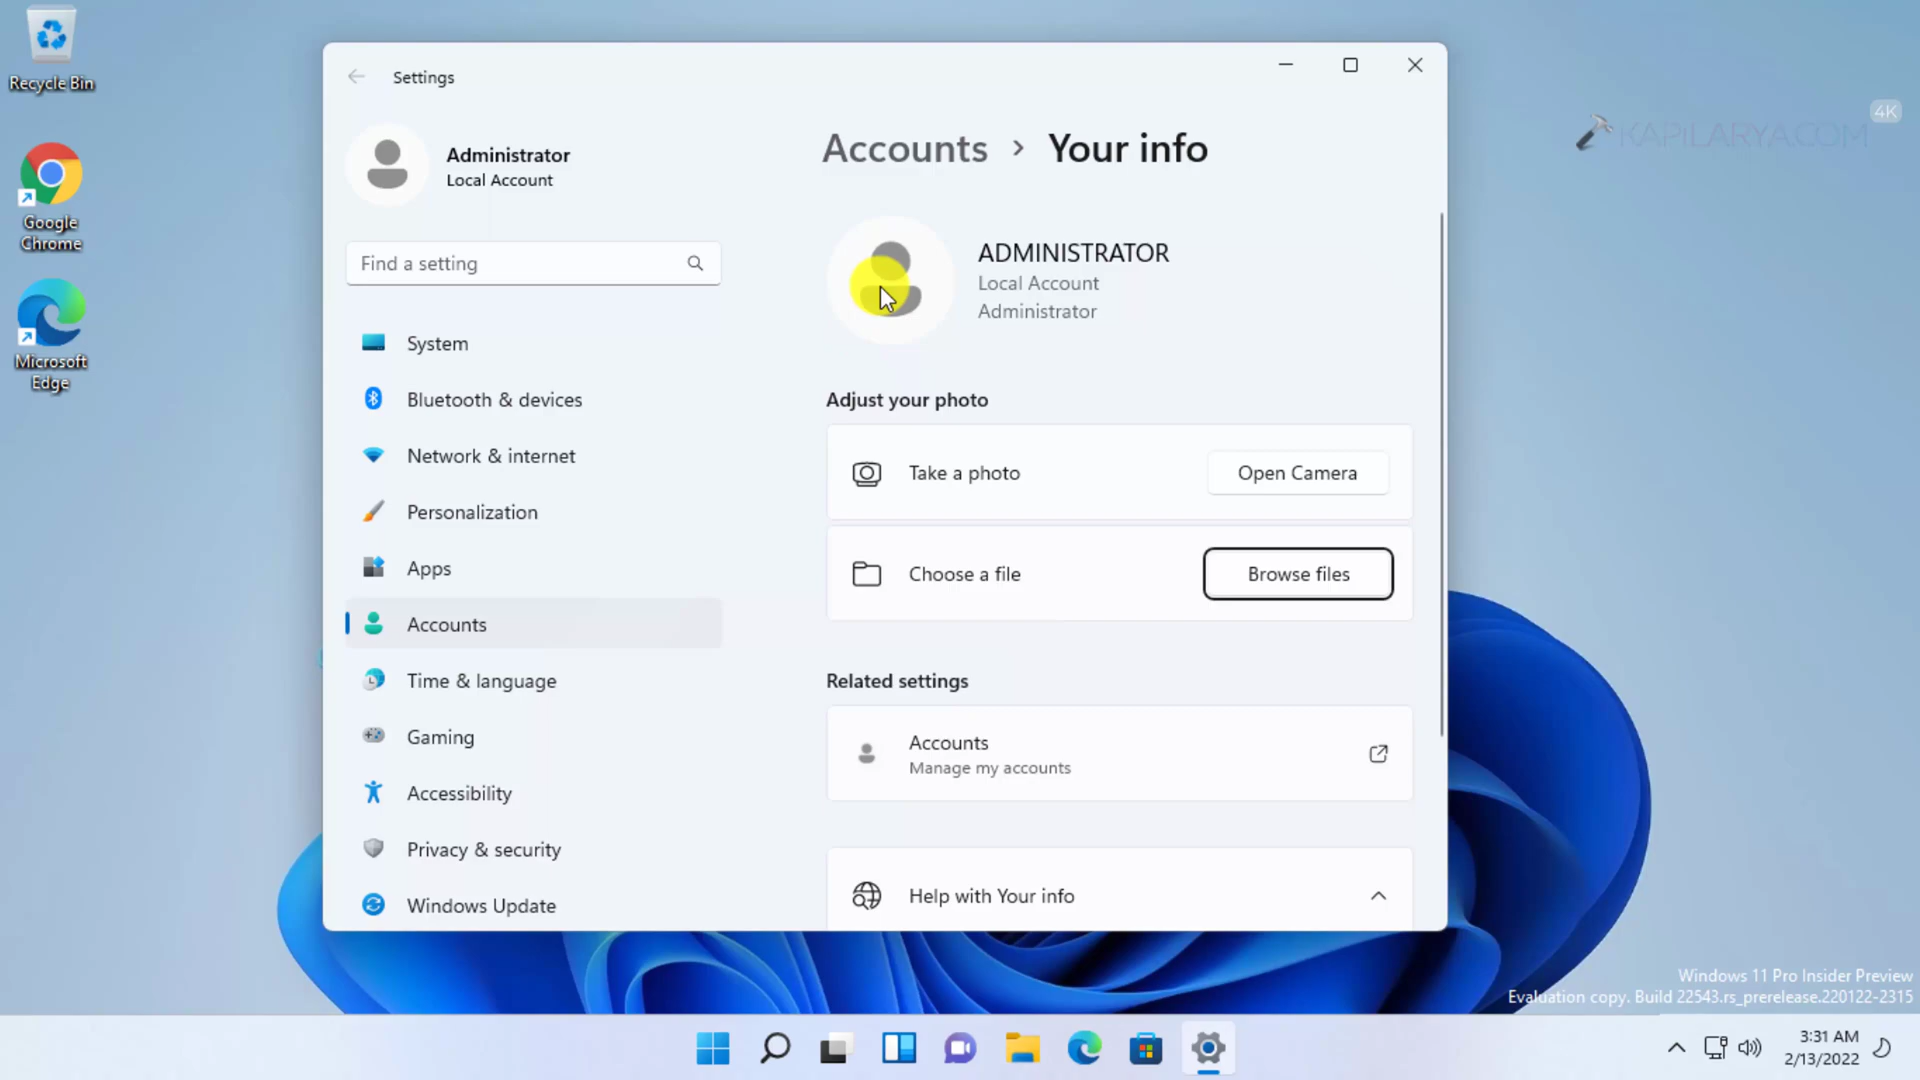 Recycle Bin
Google
Chrome
Microsoft
Edge
Settings
Administrator
Local Account
Find a setting
System
Bluetooth & devices
Network & internet
Personalization
Apps
Accounts
Time & language
Gaming
Accessibility
Privacy & security
Windows Update
Accounts > Your info
ADMINISTRATOR
Local Account
Administrator
Adjust your photo
Take a photo
Open Camera
Choose a file
Browse files
Related settings
Accounts
Manage my accounts
Help with Your info
4K
KAPILARYA.COM
Windows 11 Pro Insider Preview
Evaluation copy. Build 22543.rs_prerelease.220122-2315
3:31 AM
2/13/2022